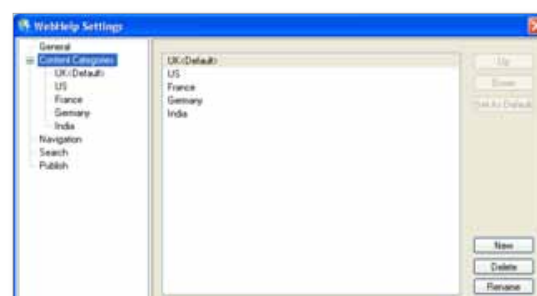 WebHelp Settings
General
Content Categories
UK(Default)
US
France
Germany
India
Navigation
Search
Publish
UK(Default)
US
France
Germany
India
Up
Down
Set As Default
New
Delete
Rename